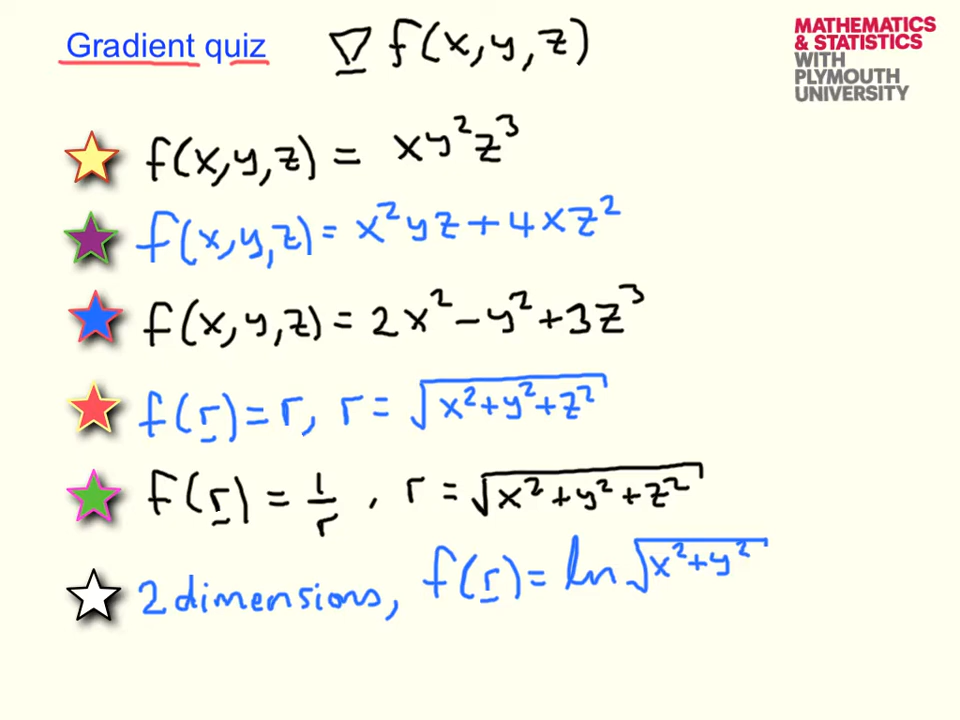 Gradient quiz ∇ f(x,y,z)
MATHEMATICS
& STATISTICS
WITH
PLYMOUTH
UNIVERSITY
f(x,y,z) = xy²z³
f(x,y,z) = x²yz + 4xz²
f(x,y,z) = 2x² - y² + 3z³
f(r) = r, r = √(x²+y²+z²)
f(r) = 1/r , r = √(x²+y²+z²)
2 dimensions, f(r) = ln √(x²+y²)